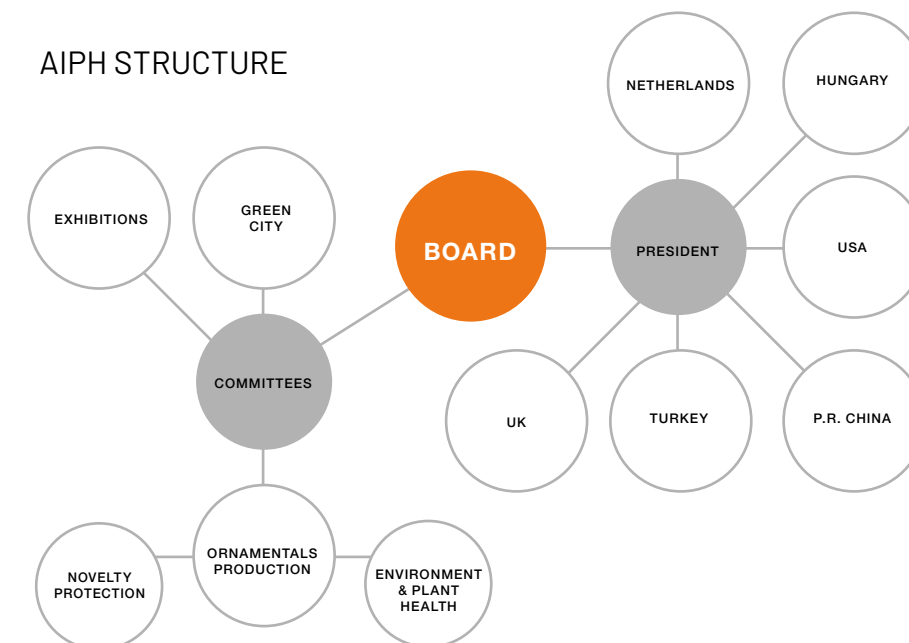 AIPH STRUCTURE
NETHERLANDS
HUNGARY
EXHIBITIONS
GREEN
CITY
BOARD
PRESIDENT
USA
COMMITTEES
UK
TURKEY
P.R. CHINA
ORNAMENTALS
PRODUCTION
NOVELTY
PROTECTION
ENVIRONMENT
& PLANT
HEALTH